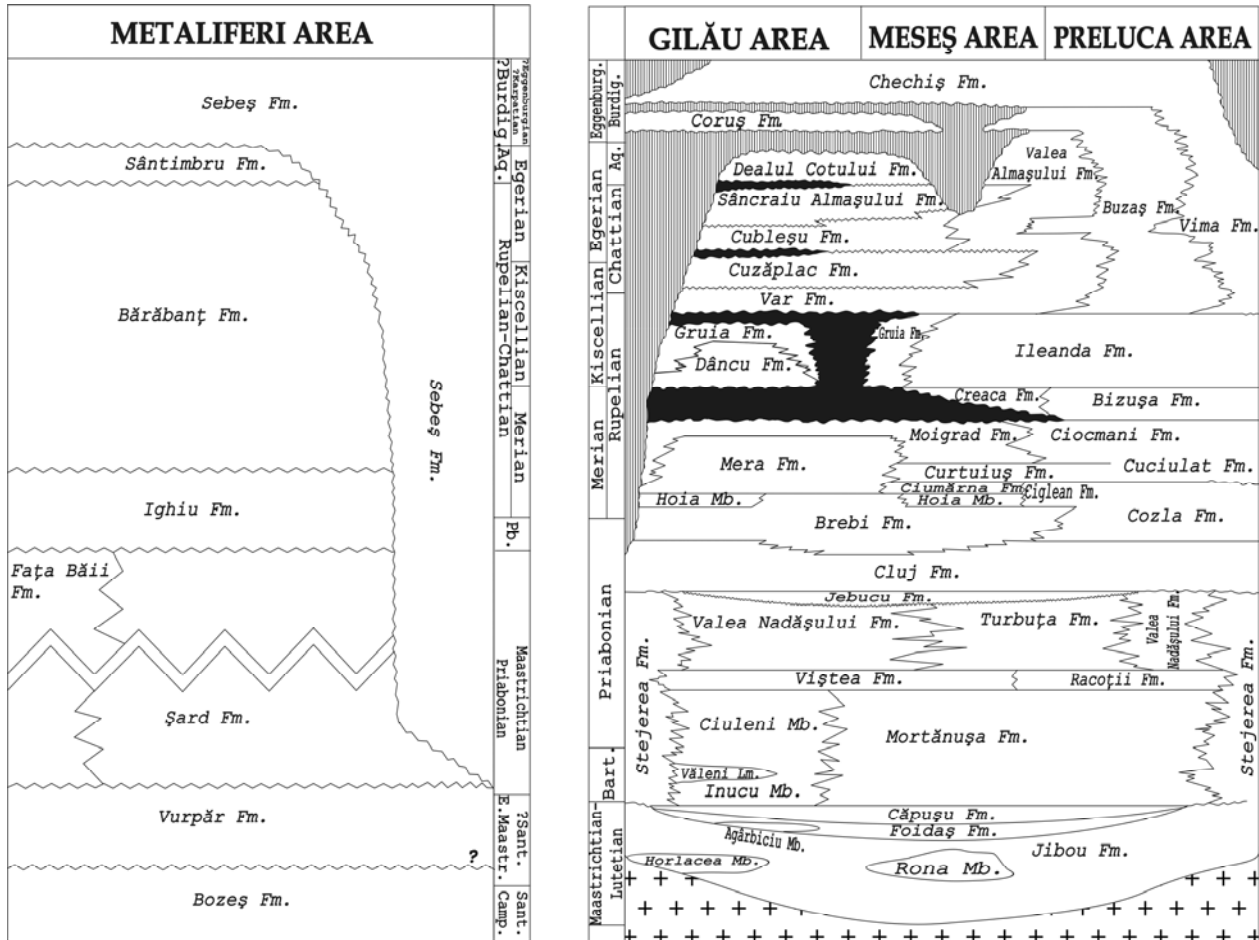 METALIFERI AREA
Sebeş Fm.
Sântimbru Fm.
Bărăbanţ Fm.
Sebeş Fm.
Ighiu Fm.
Faţa Băii
Fm.
Şard Fm.
Vurpăr Fm.
?
Bozeş Fm.
?Burdig.
?Eggenburgian
?Karpatian
Aq.
Egerian
Rupelian-Chattian
Kiscellian
Merian
Pb.
Maastrichtian
Priabonian
E.Maastr.
?Sant.
Camp.
Sant.
GILĂU AREA
MESEŞ AREA
PRELUCA AREA
Eggenburg.
Burdig.
Egerian
Aq.
Chattian
Kiscellian
Rupelian
Merian
Priabonian
Bart.
Maastrichtian-
Lutetian
Chechiş Fm.
Coruş Fm.
Dealul Cotului Fm.
Valea
Almaşului Fm.
Sâncraiu Almaşului Fm.
Buzaş Fm.
Vima Fm.
Cubleşu Fm.
Cuzăplac Fm.
Var Fm.
Gruia Fm.
Gruia Fm.
Dâncu Fm.
Ileanda Fm.
Creaca Fm.
Bizuşa Fm.
Moigrad Fm.
Ciocmani Fm.
Mera Fm.
Curtuiuş Fm.
Cuciulat Fm.
Ciumărna Fm.
Ciglean Fm.
Hoia Mb.
Hoia Mb.
Brebi Fm.
Cozla Fm.
Cluj Fm.
Jebucu Fm.
Valea Nadăşului Fm.
Turbuţa Fm.
Valea
Nadăşului Fm.
Stejerea Fm.
Stejerea Fm.
Viştea Fm.
Racoţii Fm.
Ciuleni Mb.
Mortănuşa Fm.
Văleni Lm.
Inucu Mb.
Căpuşu Fm.
Foidaş Fm.
Agârbiciu Mb.
Jibou Fm.
Horlacea Mb.
Rona Mb.